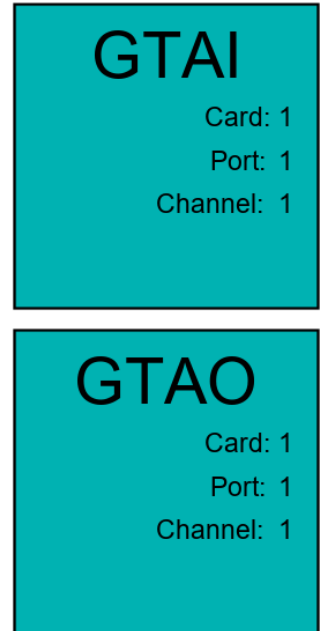 GTAI
Card: 1
Port: 1
Channel: 1
GTAO
Card: 1
Port: 1
Channel: 1